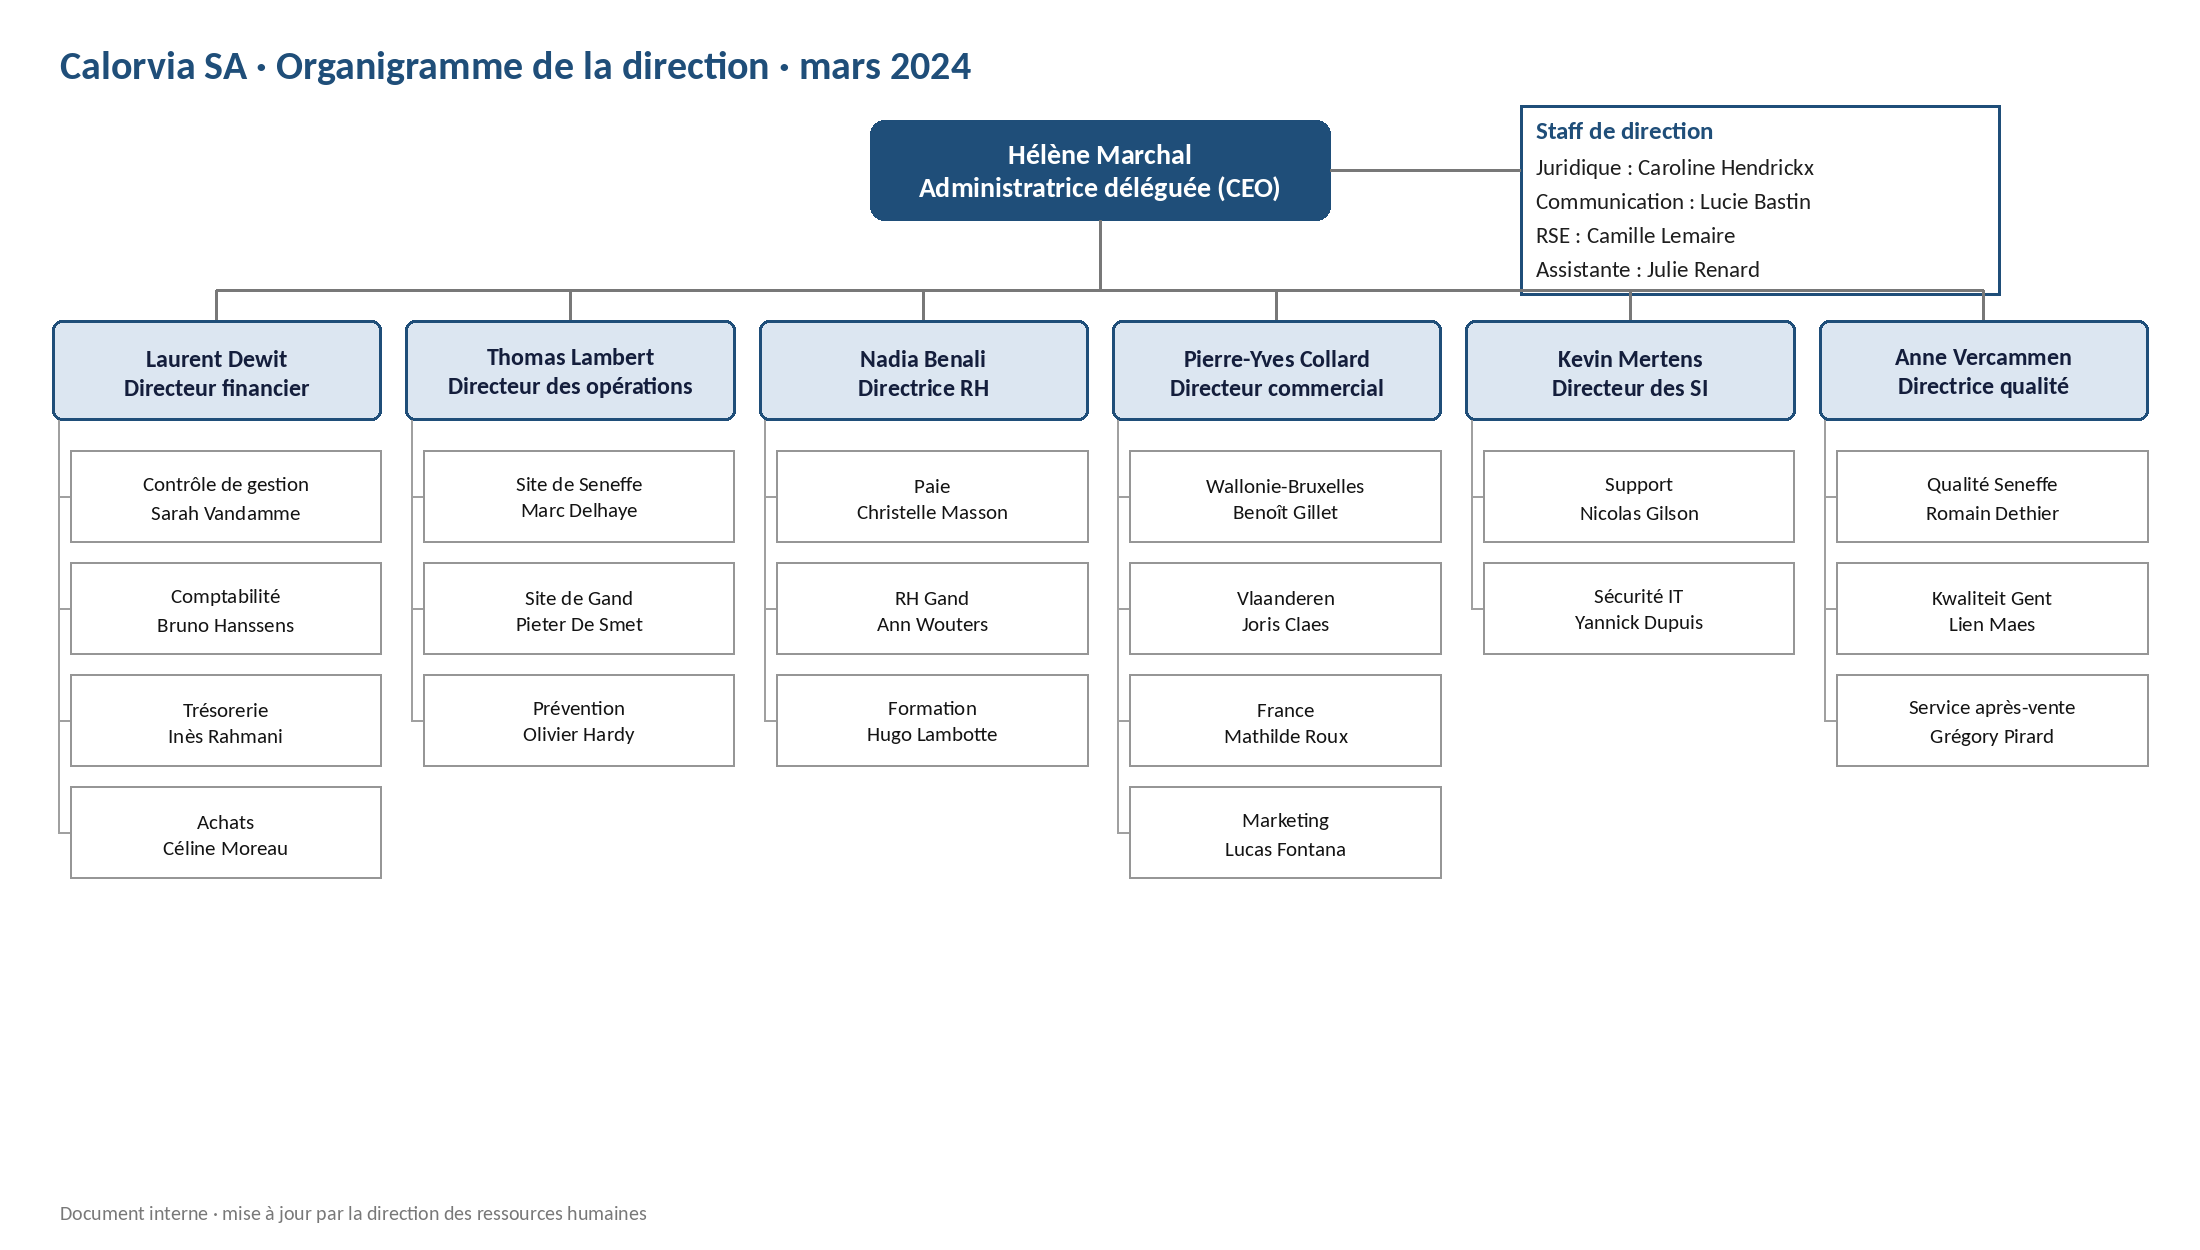 Calorvia SA · Organigramme de la direction · mars 2024
Hélène Marchal
Administratrice déléguée (CEO)
Staff de direction
Juridique : Caroline Hendrickx
Communication : Lucie Bastin
RSE : Camille Lemaire
Assistante : Julie Renard
Laurent Dewit
Directeur financier
Contrôle de gestion
Sarah Vandamme
Comptabilité
Bruno Hanssens
Trésorerie
Inès Rahmani
Achats
Céline Moreau
Thomas Lambert
Directeur des opérations
Site de Seneffe
Marc Delhaye
Site de Gand
Pieter De Smet
Prévention
Olivier Hardy
Nadia Benali
Directrice RH
Paie
Christelle Masson
RH Gand
Ann Wouters
Formation
Hugo Lambotte
Pierre-Yves Collard
Directeur commercial
Wallonie-Bruxelles
Benoît Gillet
Vlaanderen
Joris Claes
France
Mathilde Roux
Marketing
Lucas Fontana
Kevin Mertens
Directeur des SI
Support
Nicolas Gilson
Sécurité IT
Yannick Dupuis
Anne Vercammen
Directrice qualité
Qualité Seneffe
Romain Dethier
Kwaliteit Gent
Lien Maes
Service après-vente
Grégory Pirard
Document interne · mise à jour par la direction des ressources humaines